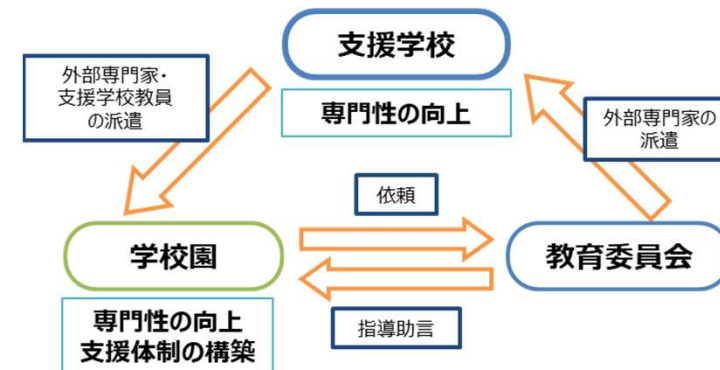 支援学校
外部専門家・
支援学校教員
の派遣
専門性の向上
外部専門家の
派遣
依頼
学校園
教育委員会
専門性の向上
支援体制の構築
指導助言